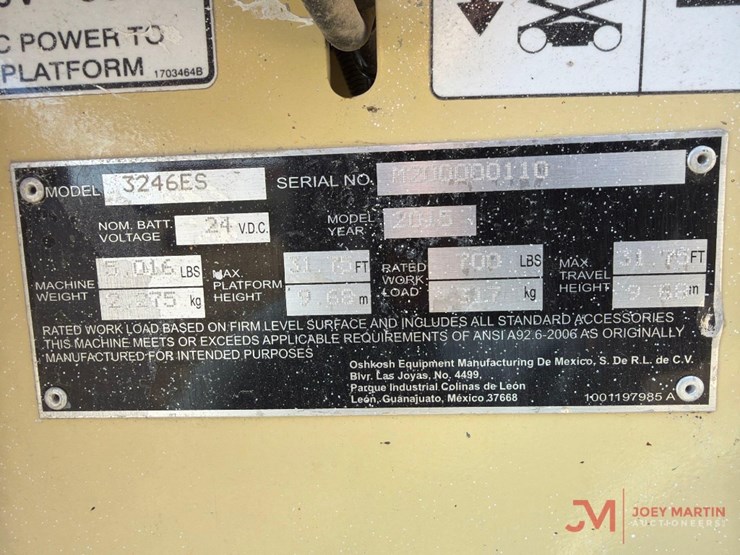 C POWER TO
PLATFORM 1703464B
MODEL 3246ES SERIAL NO. M200000110
NOM. BATT. VOLTAGE 24 V.D.C. MODEL YEAR 2015
MACHINE WEIGHT 5,016 LBS 2,275 kg
MAX. PLATFORM HEIGHT 31.75 FT 9.68 m
RATED WORK LOAD 700 LBS 317 kg
MAX. TRAVEL HEIGHT 31.75 FT 9.68 m
RATED WORK LOAD BASED ON FIRM LEVEL SURFACE AND INCLUDES ALL STANDARD ACCESSORIES
THIS MACHINE MEETS OR EXCEEDS APPLICABLE REQUIREMENTS OF ANSI A92.6-2006 AS ORIGINALLY
MANUFACTURED FOR INTENDED PURPOSES
Oshkosh Equipment Manufacturing De Mexico, S. De R.L. de C.V.
Blvr. Las Joyas, No. 4499,
Parque Industrial Colinas de León
León, Guanajuato, México 37668
1001197985 A
JM JOEY MARTIN
AUCTIONEERS